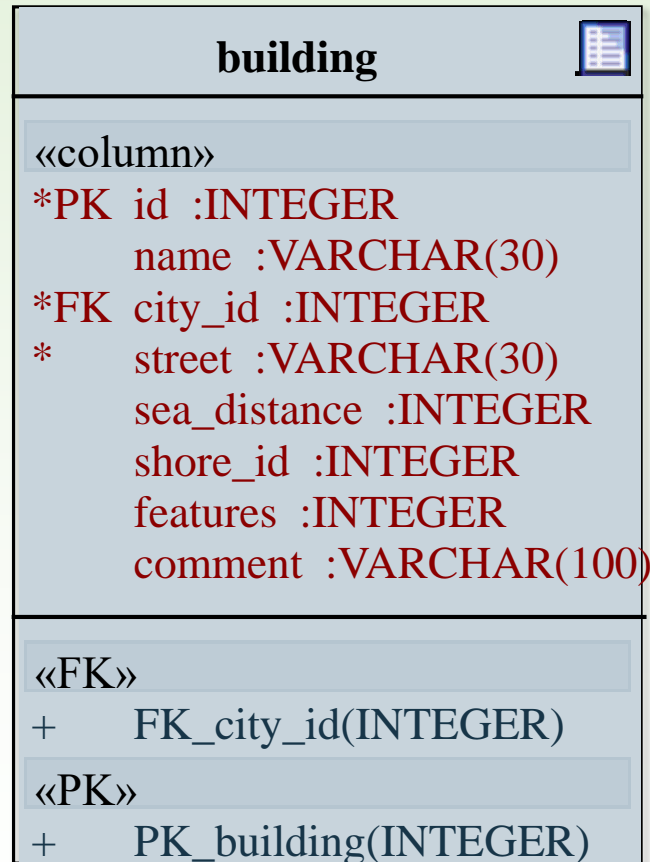 building
«column»
*PK id :INTEGER
name :VARCHAR(30)
*FK city_id :INTEGER
* street :VARCHAR(30)
sea_distance :INTEGER
shore_id :INTEGER
features :INTEGER
comment :VARCHAR(100)
«FK»
+ FK_city_id(INTEGER)
«PK»
+ PK_building(INTEGER)